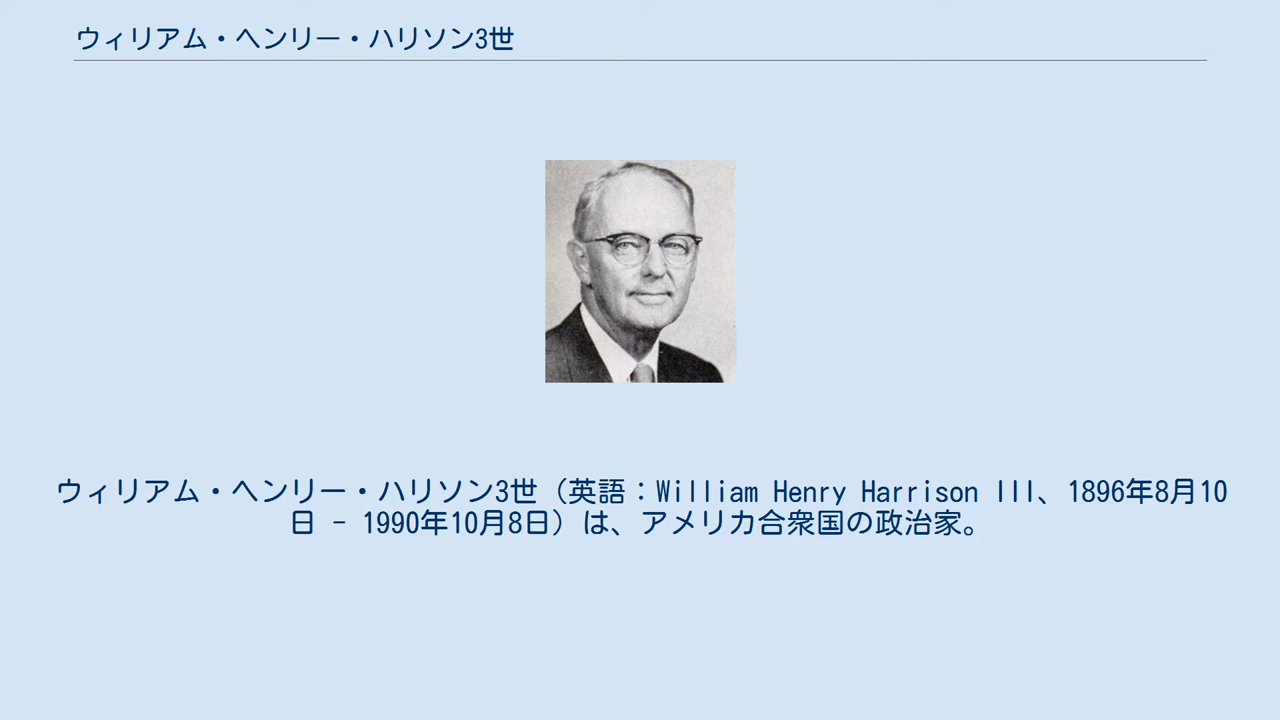 ウィリアム・ヘンリー・ハリソン3世
ウィリアム・ヘンリー・ハリソン3世（英語：William Henry Harrison III、1896年8月10
日 - 1990年10月8日）は、アメリカ合衆国の政治家。